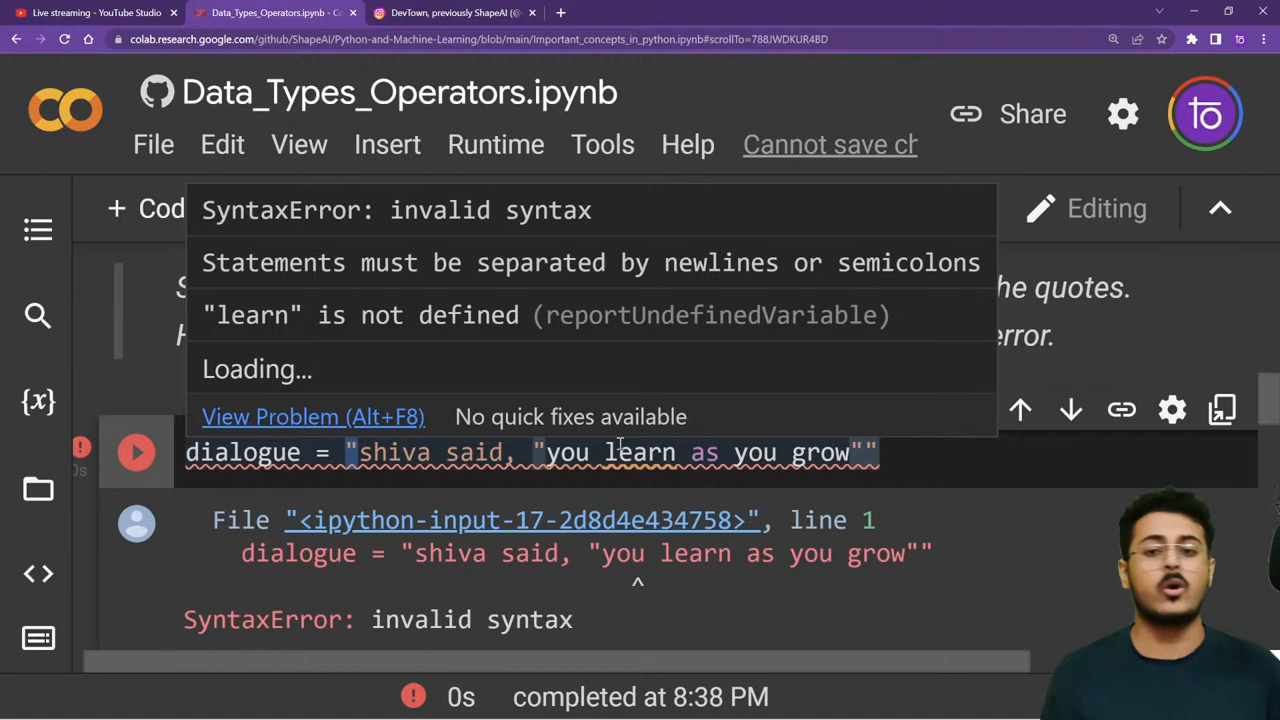 Live streaming - YouTube Studio
Data_Types_Operators.ipynb - Co
DevTown, previously ShapeAI (@
colab.research.google.com/github/ShapeAI/Python-and-Machine-Learning/blob/main/Important_concepts_in_python.ipynb#scrollTo=788JWDKUR4BD
Data_Types_Operators.ipynb
Share
to
File Edit View Insert Runtime Tools Help Cannot save ch
+ Cod
Editing
SyntaxError: invalid syntax
Statements must be separated by newlines or semicolons
"learn" is not defined (reportUndefinedVariable)
Loading...
View Problem (Alt+F8) No quick fixes available
he quotes.
error.
dialogue = "shiva said, "you learn as you grow""
0s
File "<ipython-input-17-2d8d4e434758>", line 1
dialogue = "shiva said, "you learn as you grow""
^
SyntaxError: invalid syntax
0s completed at 8:38 PM